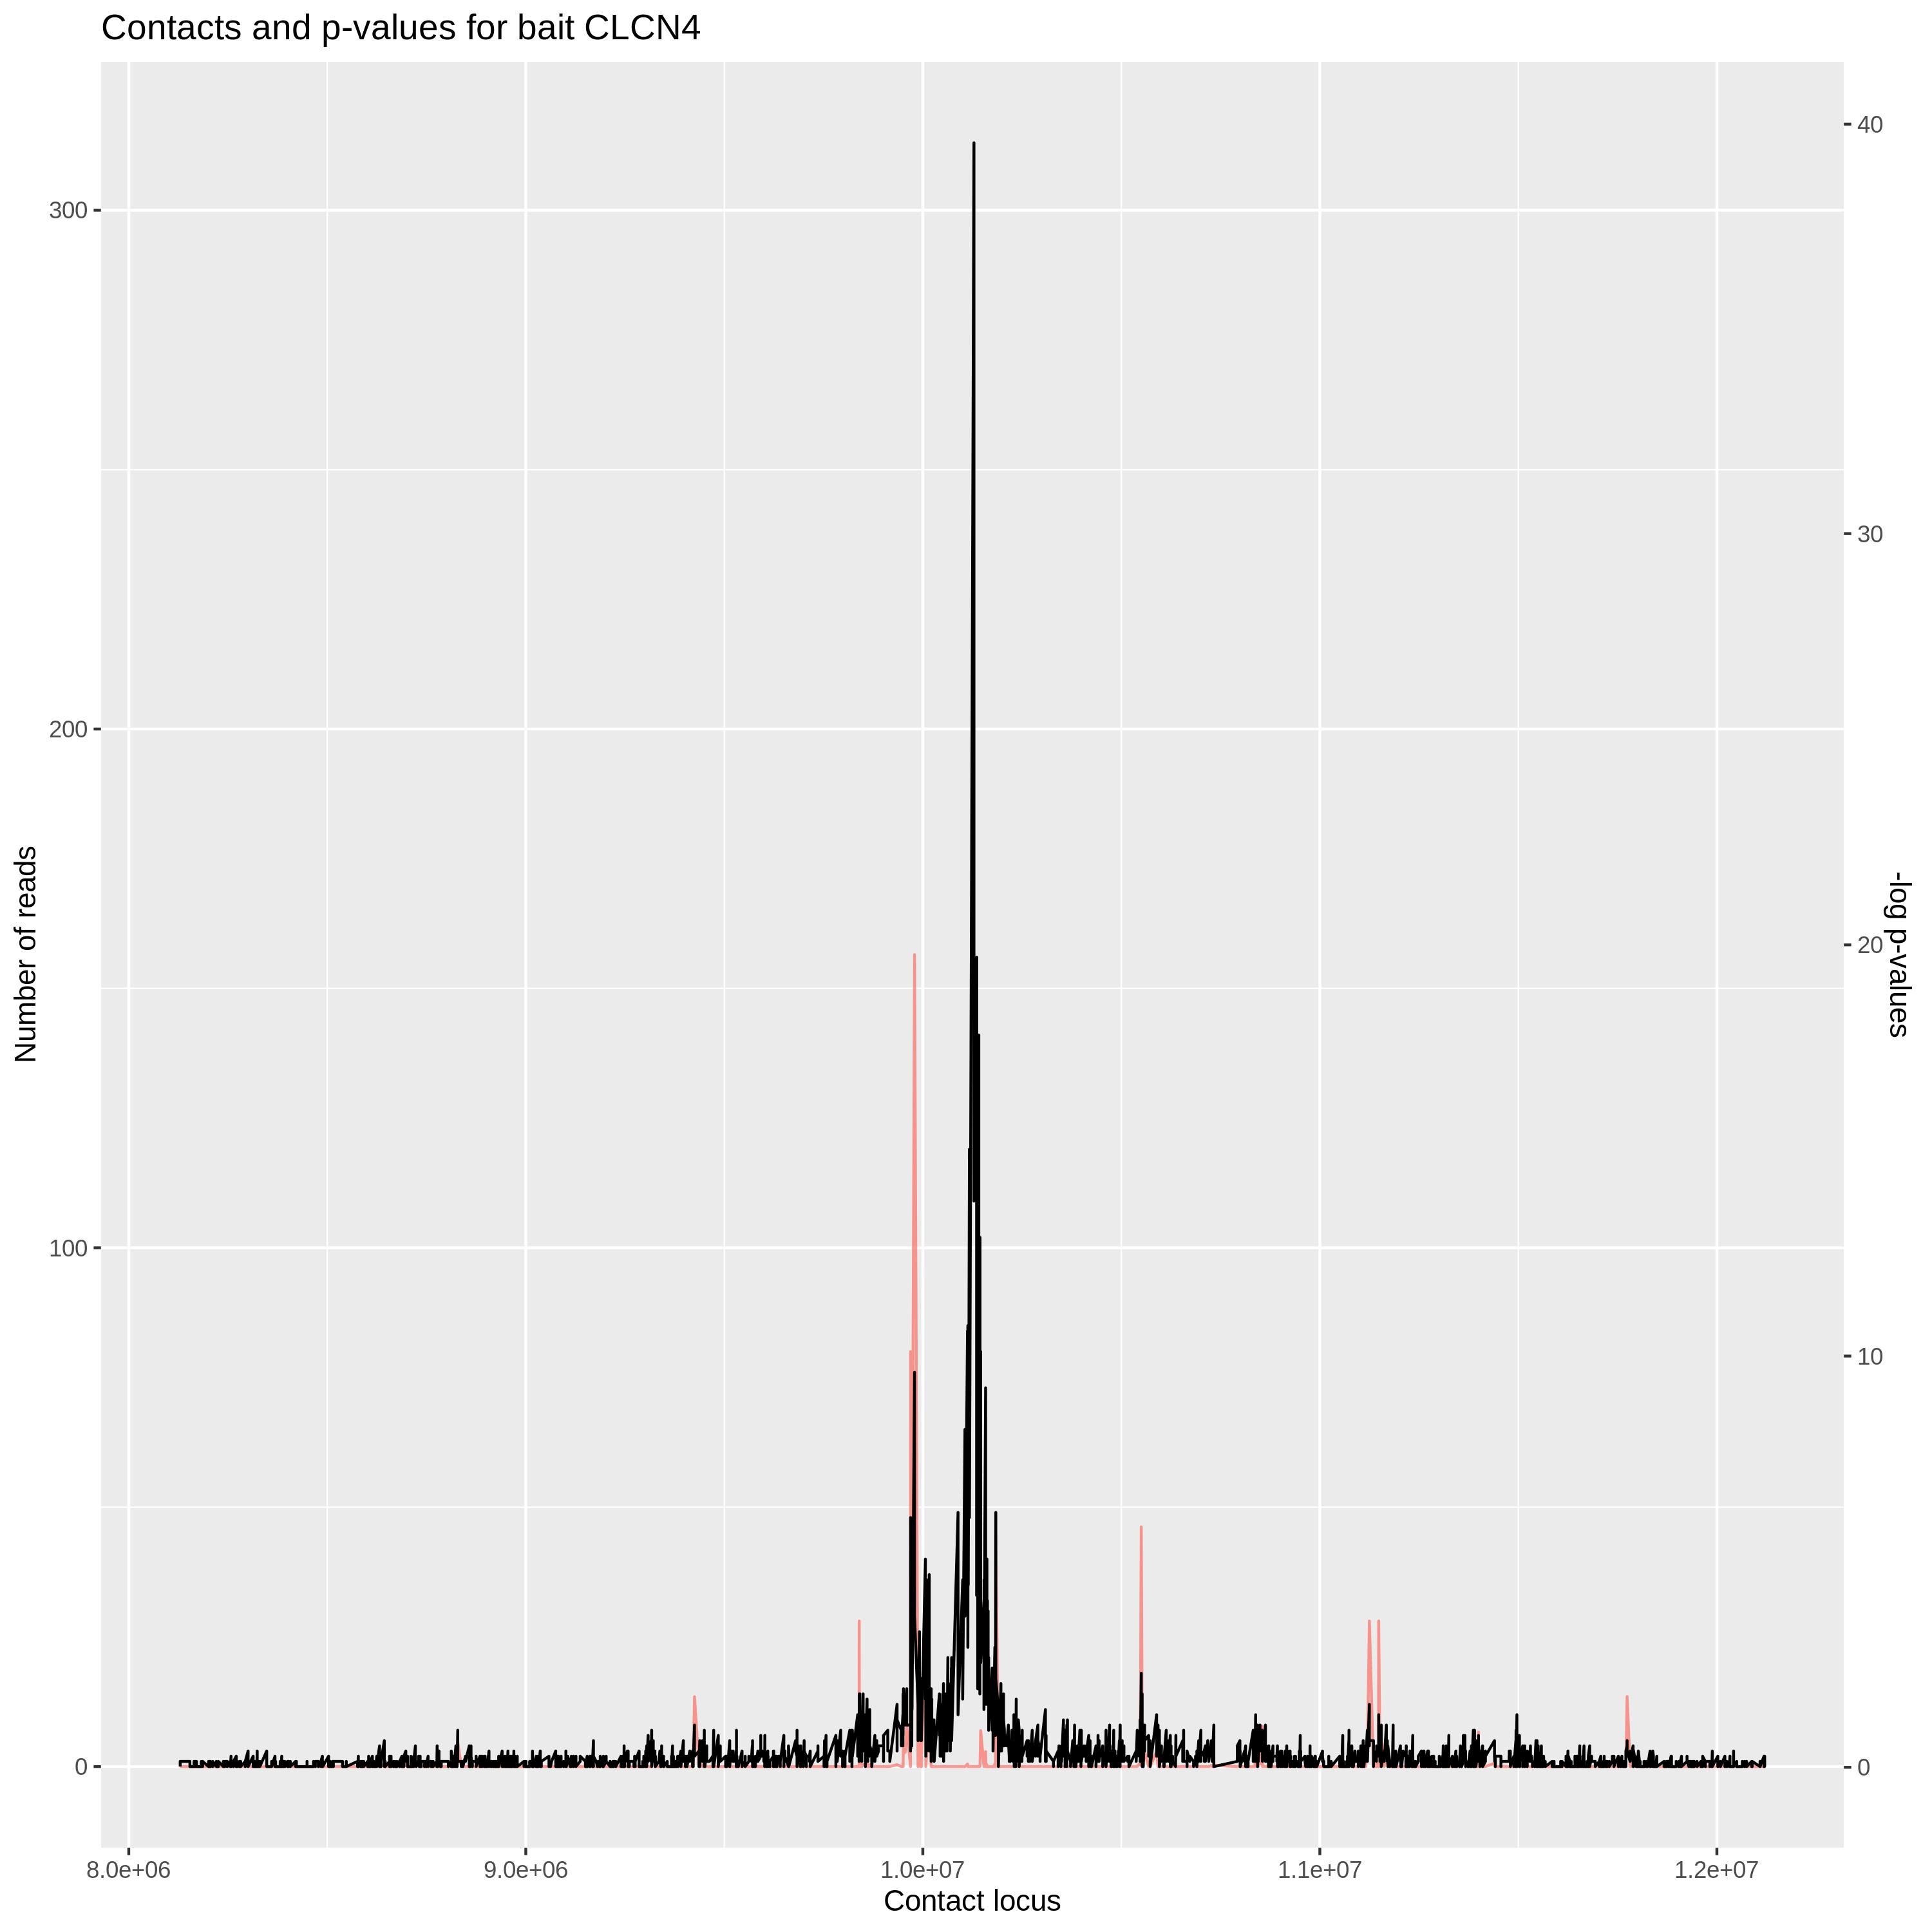 Contacts and p-values for bait CLCN4
300
200
100
0
Number of reads
40
30
20
10
0
-log p-values
8.0e+06
9.0e+06
1.0e+07
1.1e+07
1.2e+07
Contact locus